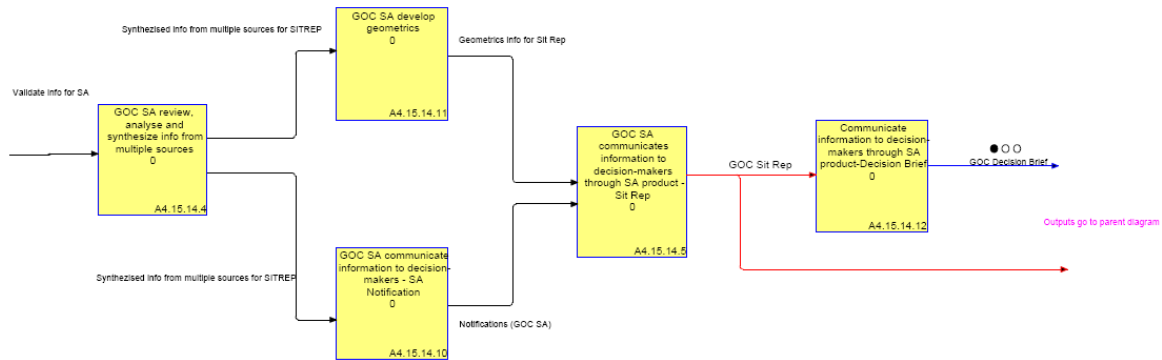 Validate info for SA
GOC SA review,
analyse and
synthesize info from
multiple sources
0
A4.15.14.4
Synthezised info from multiple sources for SITREP
GOC SA develop
geometrics
0
A4.15.14.11
Geometrics info for Sit Rep
Synthezised info from multiple sources for SITREP
GOC SA communicate
information to decision-
makers - SA
Notification
0
A4.15.14.10
Notifications (GOC SA)
GOC SA
communicates
information to
decision-makers
through SA product -
Sit Rep
0
A4.15.14.5
GOC Sit Rep
Communicate
information to decision-
makers through SA
product-Decision Brief
0
A4.15.14.12
GOC Decision Brief
Outputs go to parent diagram